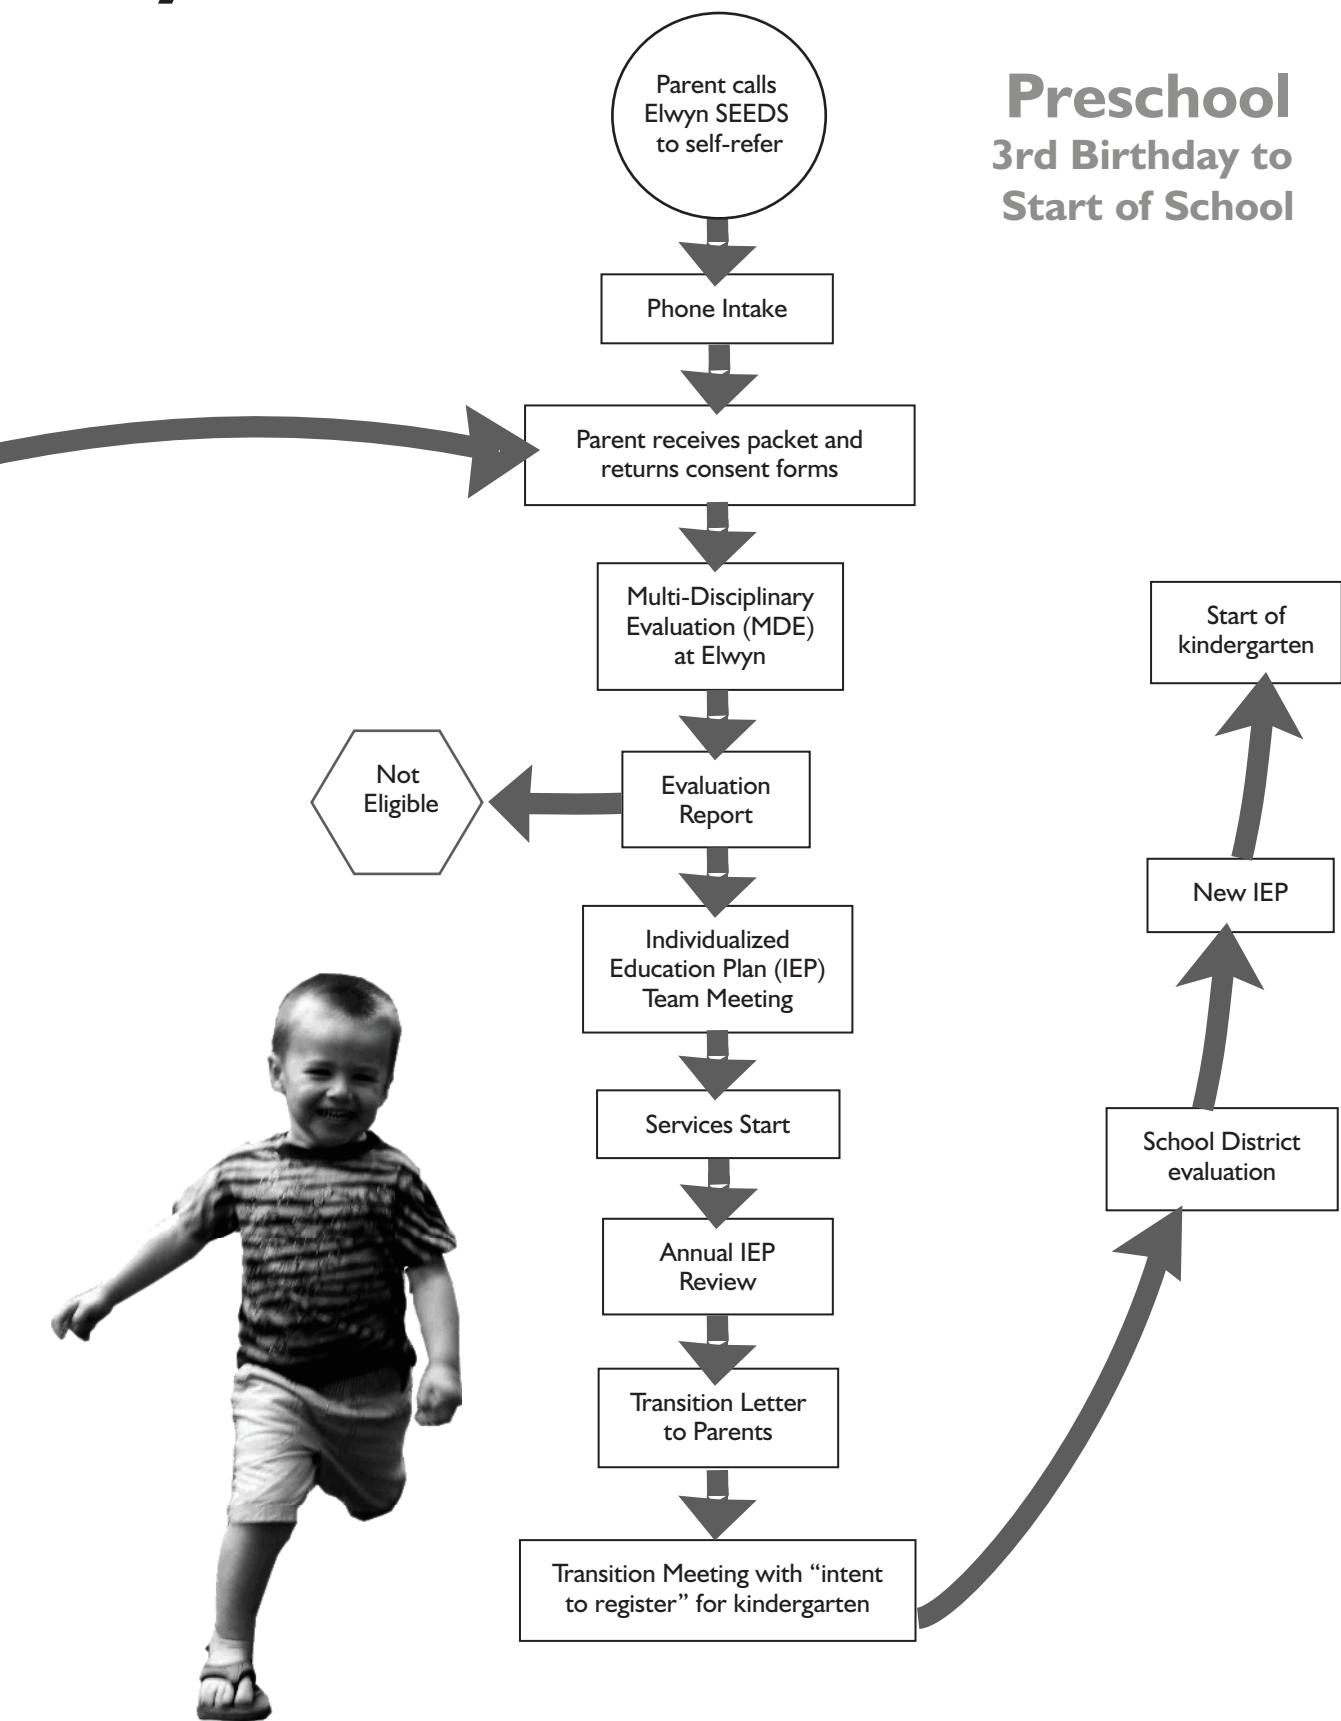 Parent calls
Elwyn SEEDS
to self-refer
Preschool
3rd Birthday to
Start of School
Phone Intake
Parent receives packet and
returns consent forms
Multi-Disciplinary
Evaluation (MDE)
at Elwyn
Evaluation
Report
Not
Eligible
Individualized
Education Plan (IEP)
Team Meeting
Services Start
Annual IEP
Review
Transition Letter
to Parents
Transition Meeting with “intent
to register” for kindergarten
School District
evaluation
New IEP
Start of
kindergarten